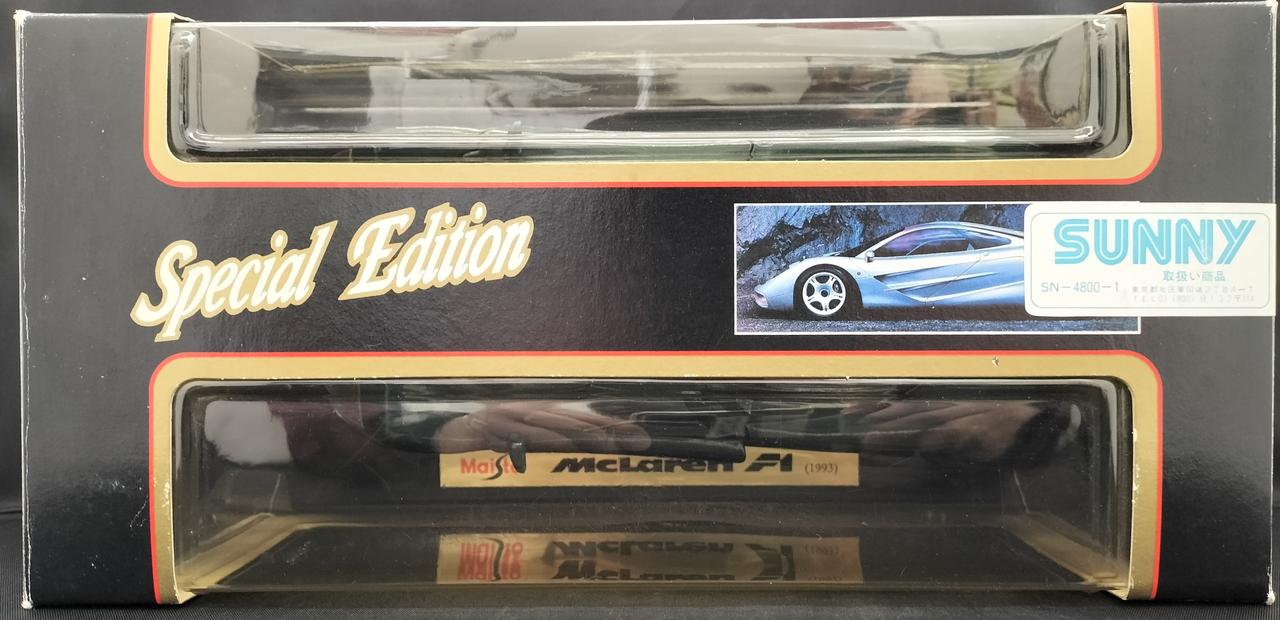 Special Edition
SUNNY
取扱い商品
SN-4800-1
Maisto McLaren F1 (1993)